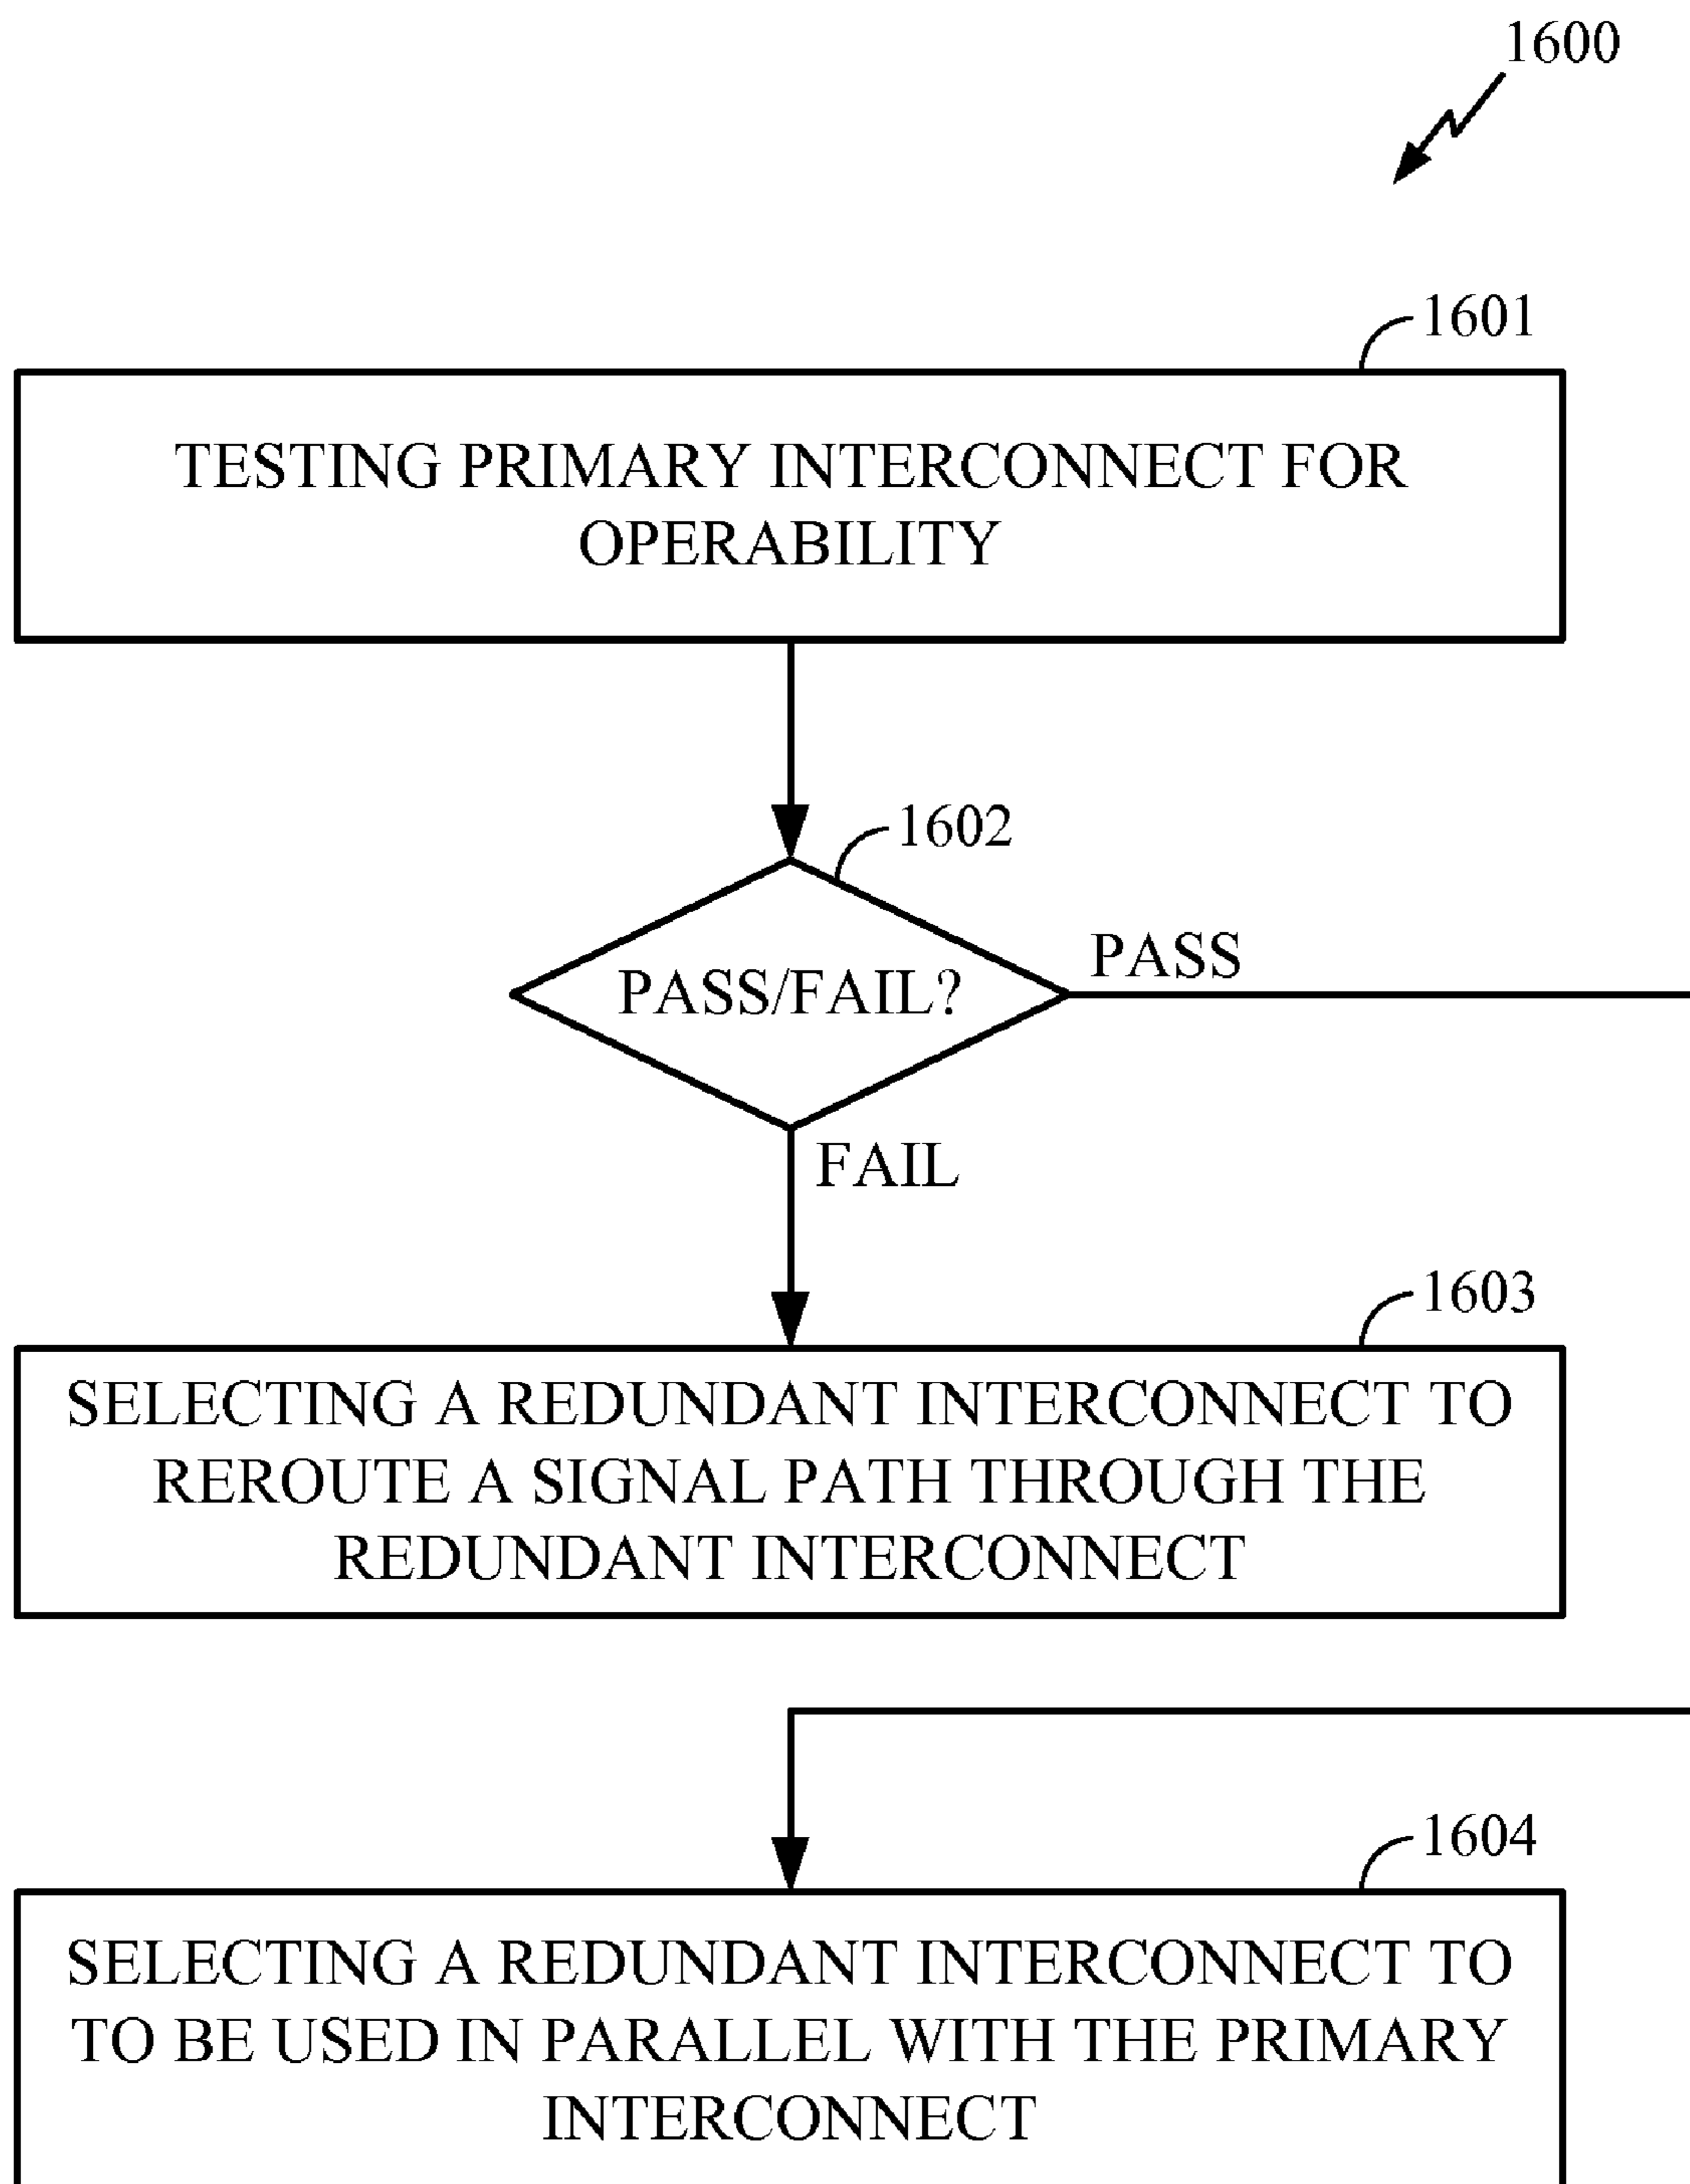 1600
1601
TESTING PRIMARY INTERCONNECT FOR
OPERABILITY
1602
PASS/FAIL?
PASS
FAIL
1603
SELECTING A REDUNDANT INTERCONNECT TO
REROUTE A SIGNAL PATH THROUGH THE
REDUNDANT INTERCONNECT
1604
SELECTING A REDUNDANT INTERCONNECT TO
TO BE USED IN PARALLEL WITH THE PRIMARY
INTERCONNECT